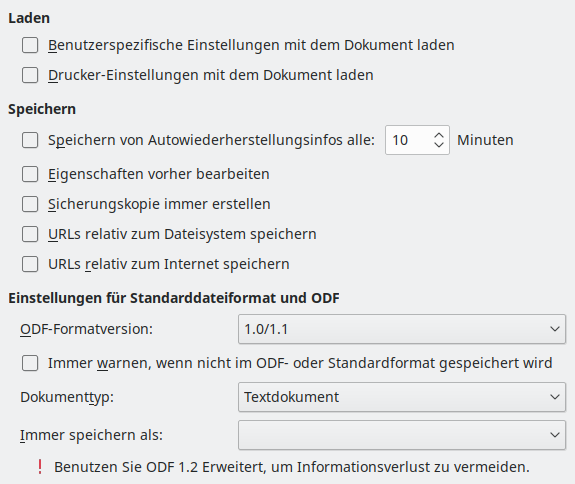 Laden
Benutzerspezifische Einstellungen mit dem Dokument laden
Drucker-Einstellungen mit dem Dokument laden
Speichern
Speichern von Autowiederherstellungsinfos alle: 10 Minuten
Eigenschaften vorher bearbeiten
Sicherungskopie immer erstellen
URLs relativ zum Dateisystem speichern
URLs relativ zum Internet speichern
Einstellungen für Standarddateiformat und ODF
ODF-Formatversion: 1.0/1.1
Immer warnen, wenn nicht im ODF- oder Standardformat gespeichert wird
Dokumenttyp: Textdokument
Immer speichern als:
! Benutzen Sie ODF 1.2 Erweitert, um Informationsverlust zu vermeiden.